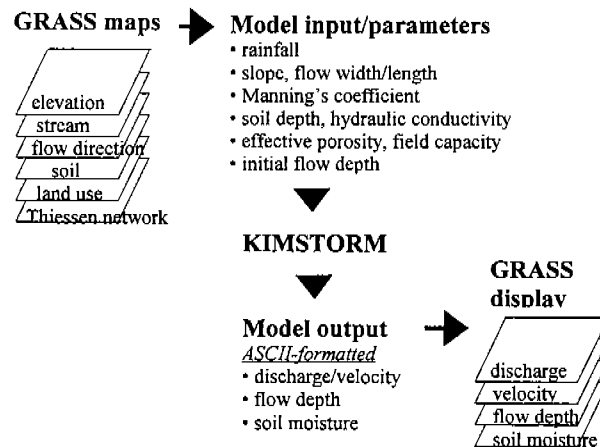 GRASS maps
elevation
stream
flow direction
soil
land use
Thiessen network
Model input/parameters
• rainfall
• slope, flow width/length
• Manning's coefficient
• soil depth, hydraulic conductivity
• effective porosity, field capacity
• initial flow depth
KIMSTORM
Model output
ASCII-formatted
• discharge/velocity
• flow depth
• soil moisture
GRASS
display
discharge
velocity
flow depth
soil moisture